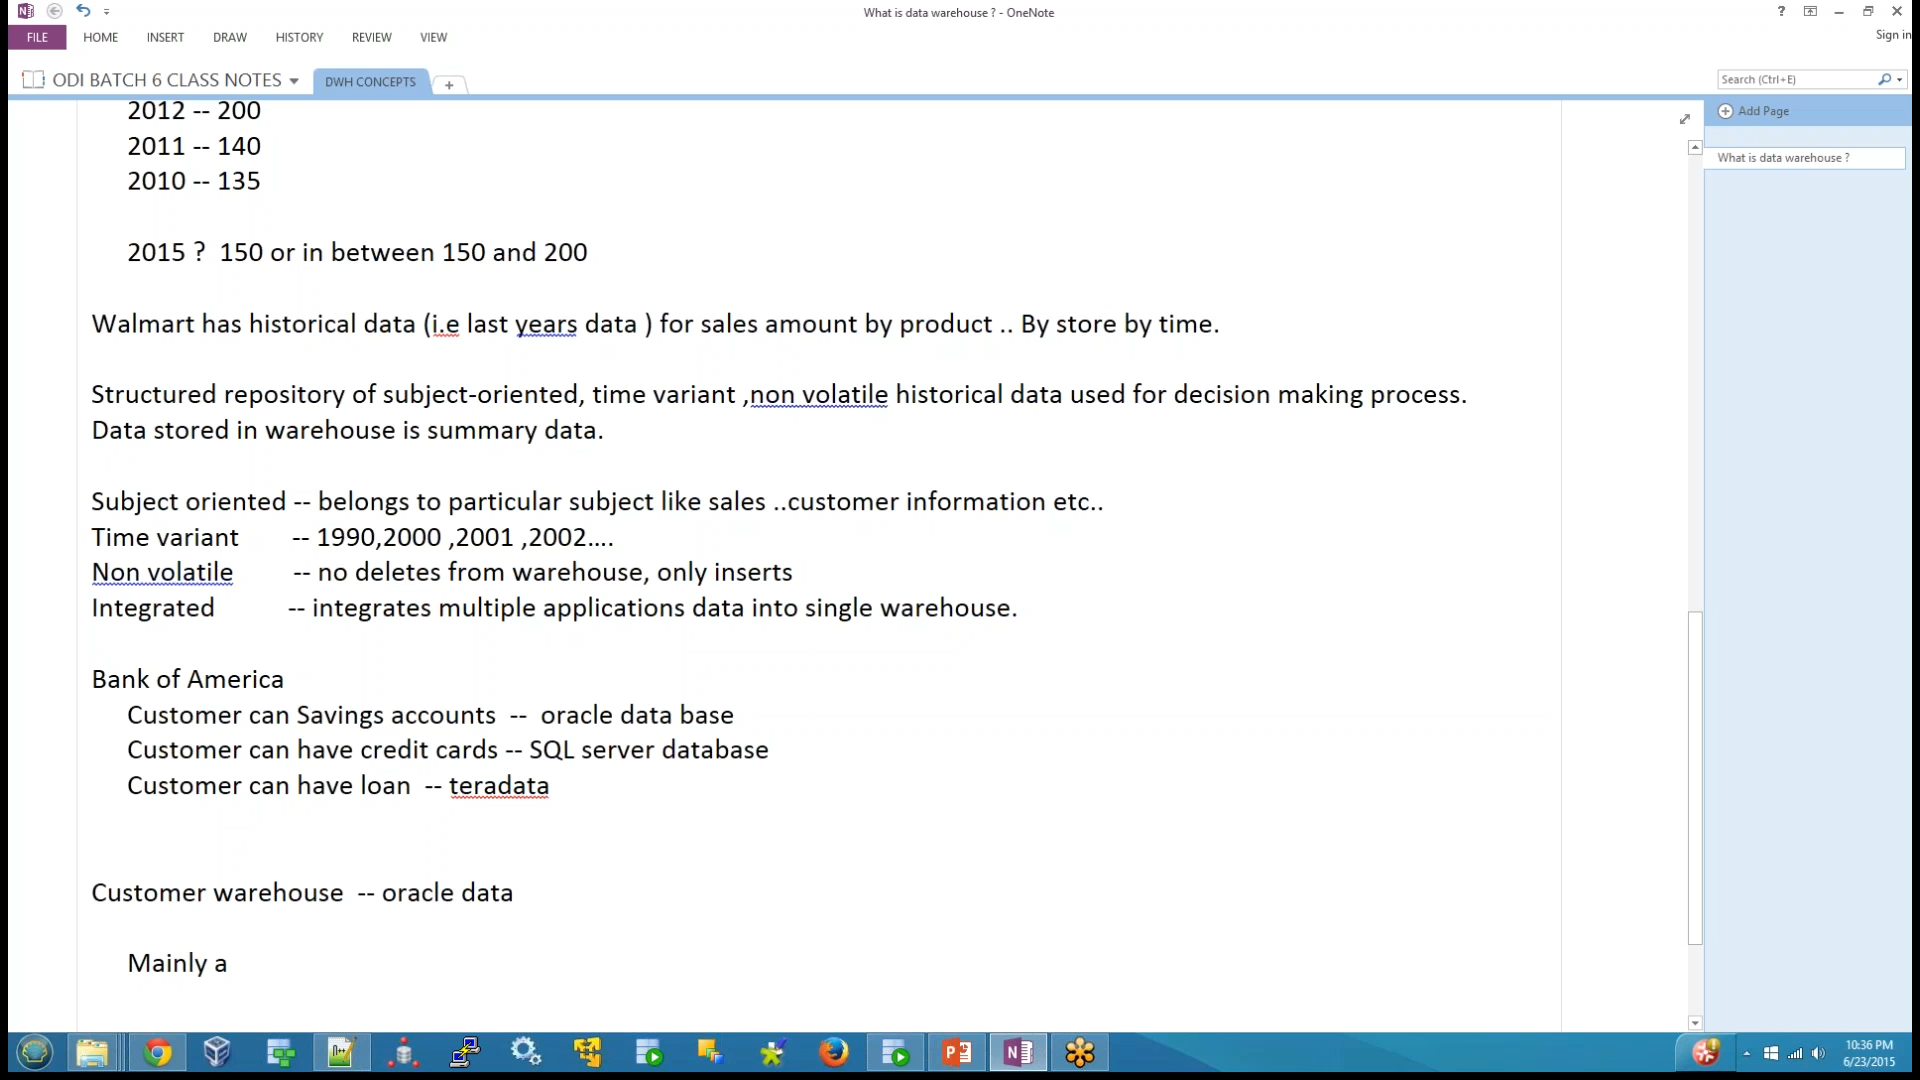 What is data warehouse ? - OneNote
?
FILE HOME INSERT DRAW HISTORY REVIEW VIEW
Sign in
ODI BATCH 6 CLASS NOTES
DWH CONCEPTS
+
Search (Ctrl+E)
Add Page
What is data warehouse ?
2012 -- 200
2011 -- 140
2010 -- 135
2015 ?  150 or in between 150 and 200
Walmart has historical data (i.e last years data ) for sales amount by product .. By store by time.
Structured repository of subject-oriented, time variant ,non volatile historical data used for decision making process.
Data stored in warehouse is summary data.
Subject oriented -- belongs to particular subject like sales ..customer information etc..
Time variant -- 1990,2000 ,2001 ,2002....
Non volatile -- no deletes from warehouse, only inserts
Integrated -- integrates multiple applications data into single warehouse.
Bank of America
Customer can Savings accounts -- oracle data base
Customer can have credit cards -- SQL server database
Customer can have loan -- teradata
Customer warehouse -- oracle data
Mainly a
10:36 PM
6/23/2015